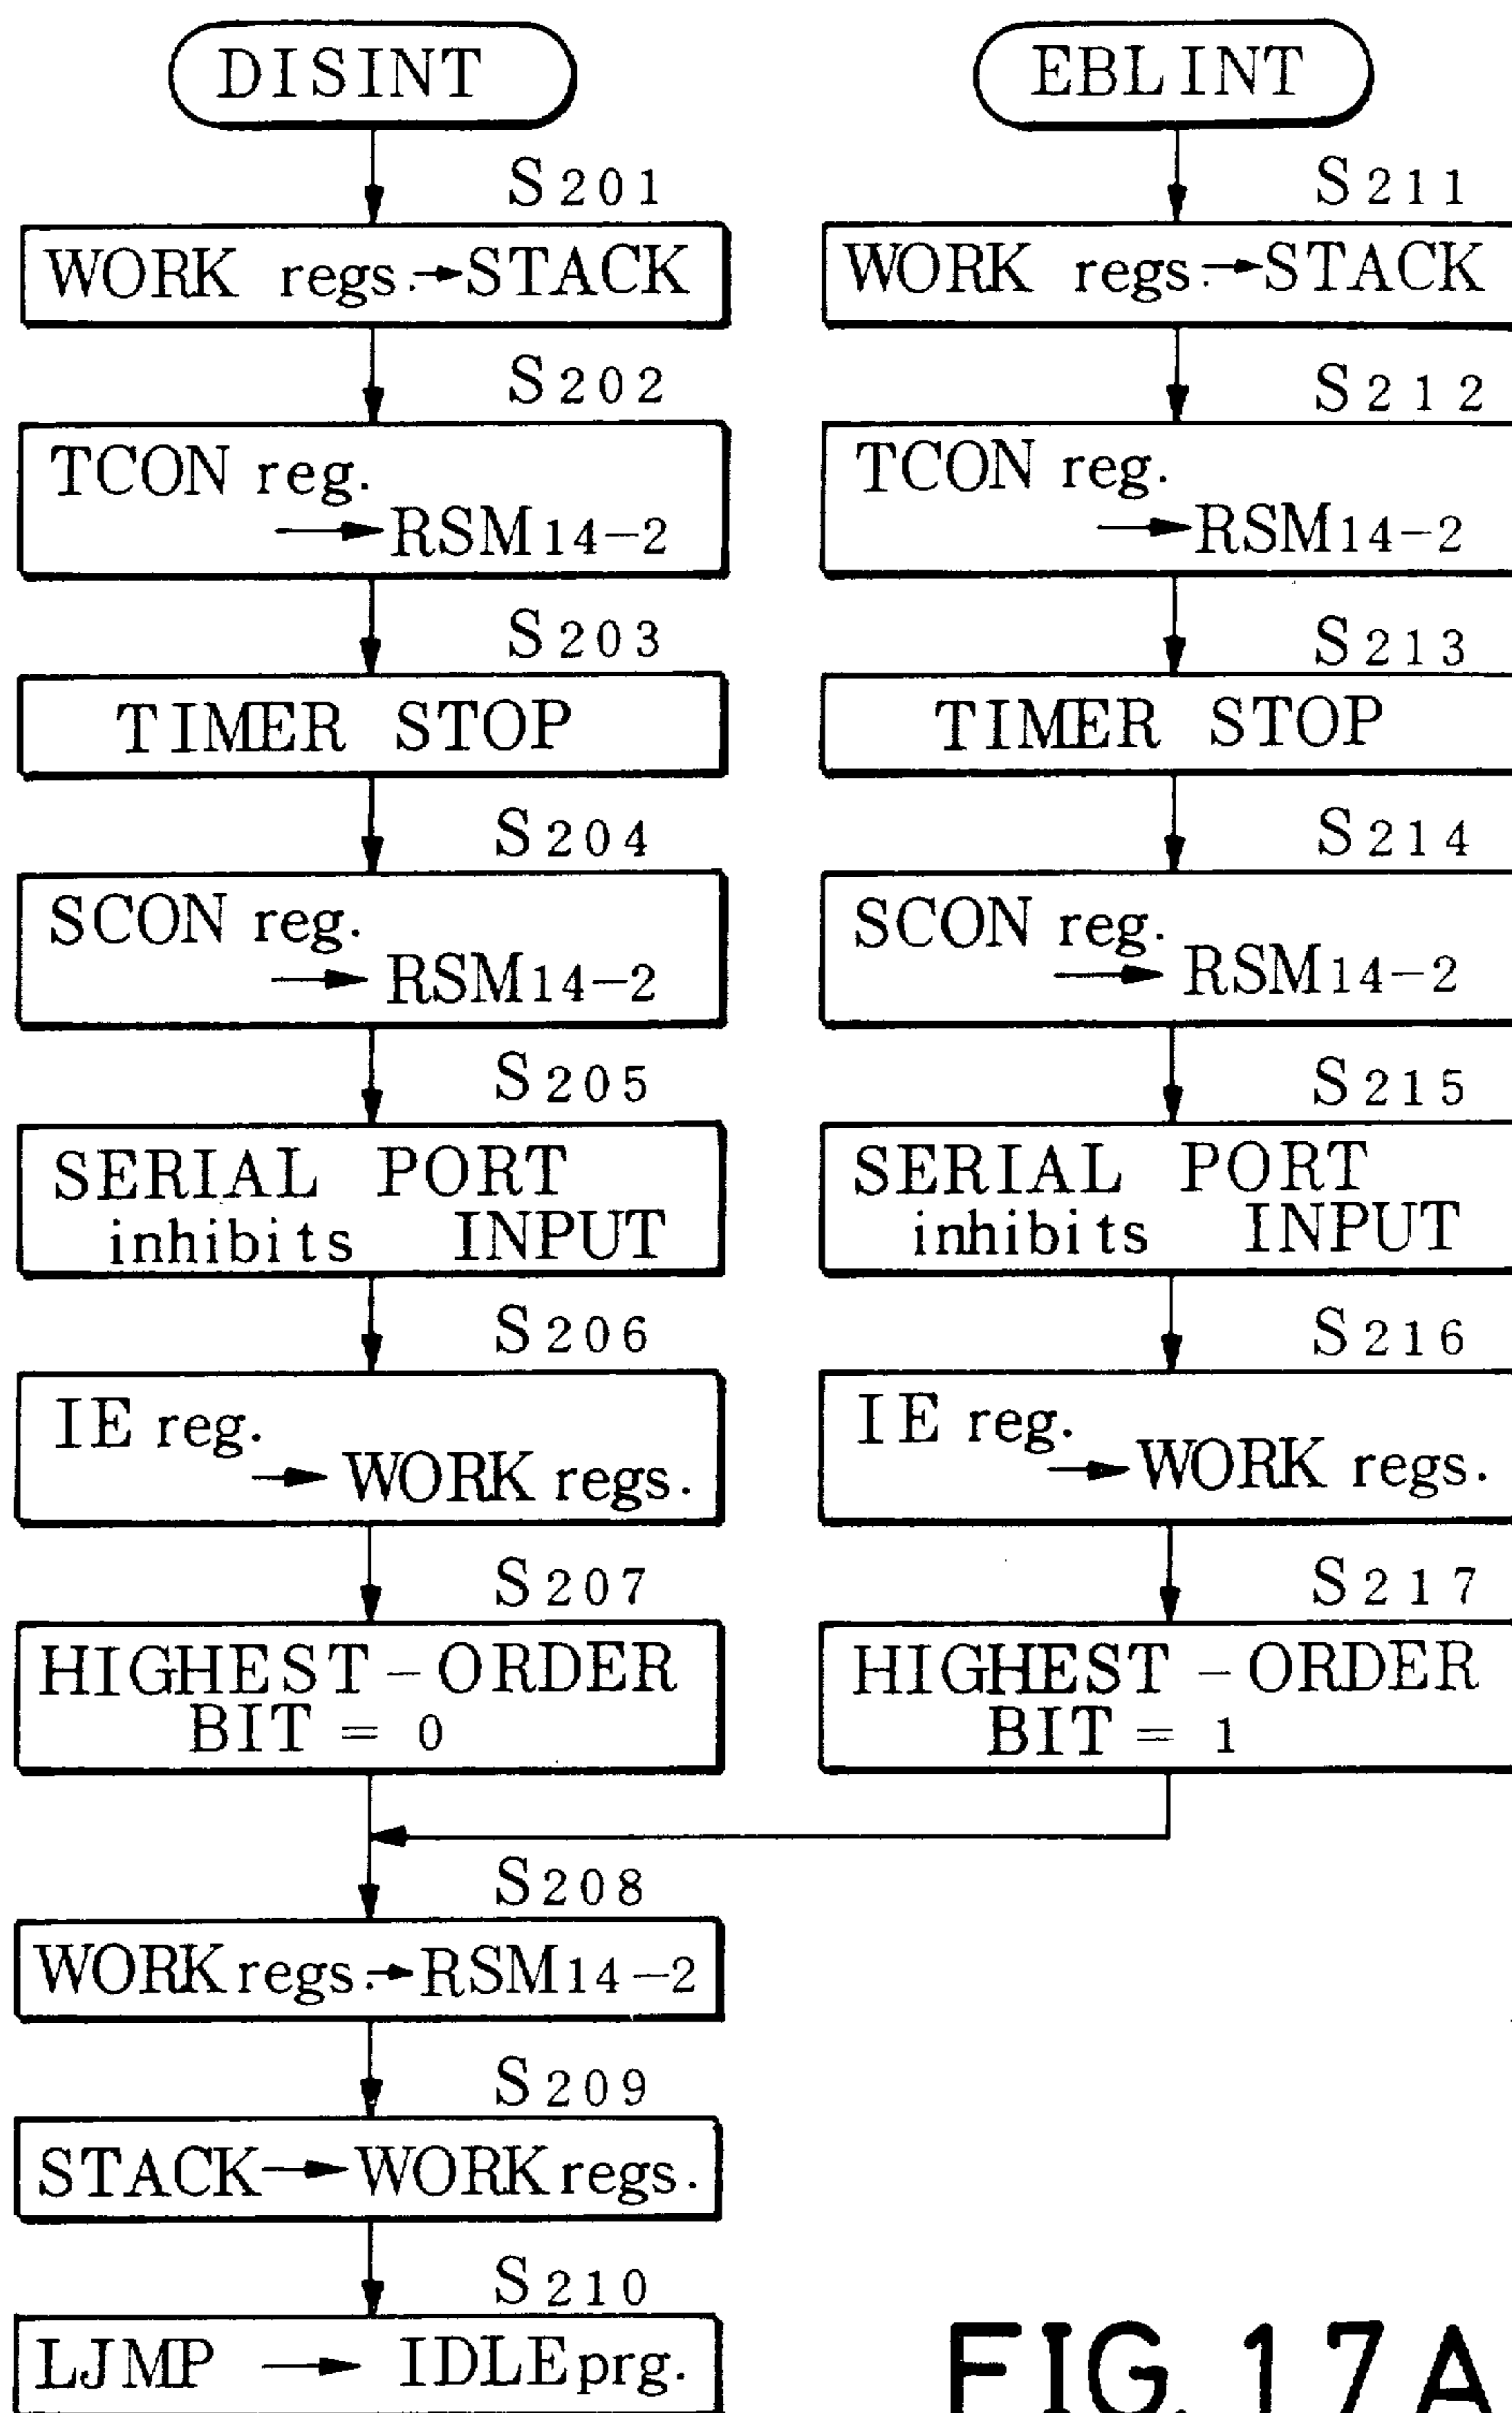 DISINT
S201
WORK regs.→STACK
S202
TCON reg.
→RSM14-2
S203
TIMER STOP
S204
SCON reg.
→ RSM14-2
S205
SERIAL PORT
inhibits INPUT
S206
IE reg.
→ WORK regs.
S207
HIGHEST-ORDER
BIT = 0
S208
WORK regs.→RSM14-2
S209
STACK→WORK regs.
S210
LJMP → IDLE prg.
EBLINT
S211
WORK regs.→STACK
S212
TCON reg.
→RSM14-2
S213
TIMER STOP
S214
SCON reg.
→ RSM14-2
S215
SERIAL PORT
inhibits INPUT
S216
IE reg.
→WORK regs.
S217
HIGHEST-ORDER
BIT = 1
FIG. 17A